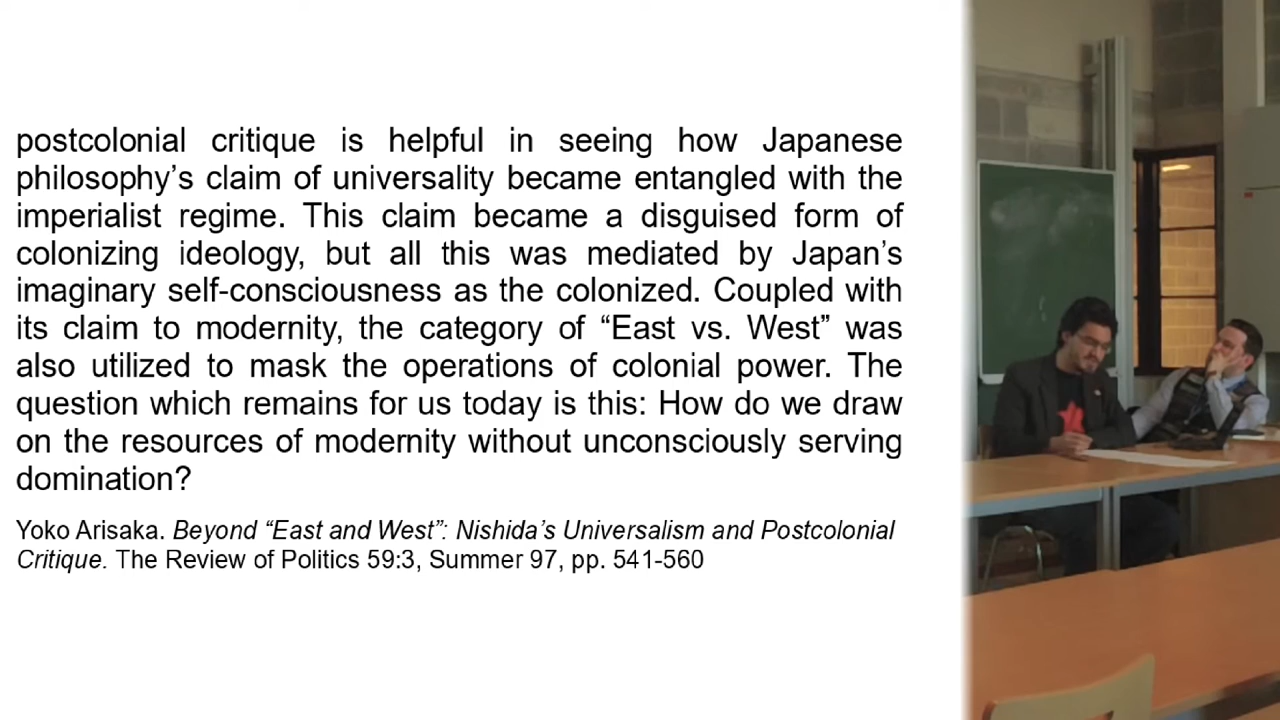 postcolonial critique is helpful in seeing how Japanese
philosophy’s claim of universality became entangled with the
imperialist regime. This claim became a disguised form of
colonizing ideology, but all this was mediated by Japan’s
imaginary self-consciousness as the colonized. Coupled with
its claim to modernity, the category of “East vs. West” was
also utilized to mask the operations of colonial power. The
question which remains for us today is this: How do we draw
on the resources of modernity without unconsciously serving
domination?
Yoko Arisaka. Beyond “East and West”: Nishida’s Universalism and Postcolonial
Critique. The Review of Politics 59:3, Summer 97, pp. 541-560